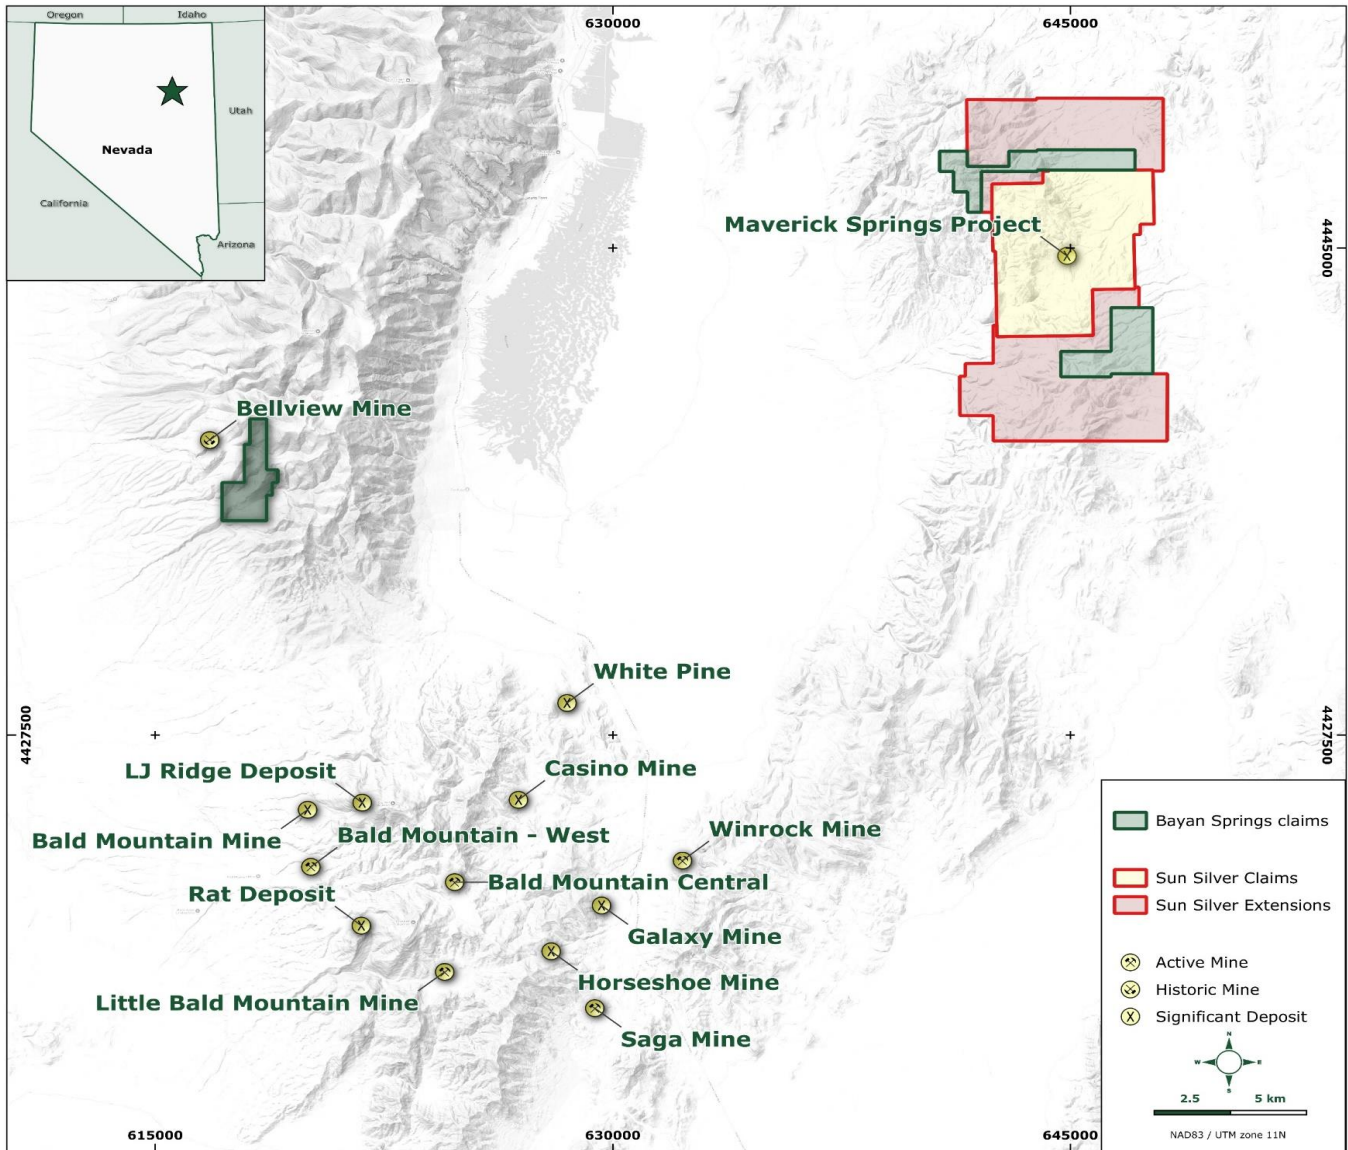 Oregon
Idaho
Utah
Nevada
California
Arizona
630000
645000
4445000
Maverick Springs Project
Bellview Mine
White Pine
4427500
4427500
LJ Ridge Deposit
Casino Mine
Bald Mountain Mine
Bald Mountain - West
Winrock Mine
Rat Deposit
Bald Mountain Central
Galaxy Mine
Horseshoe Mine
Little Bald Mountain Mine
Saga Mine
615000
630000
645000
Bayan Springs claims
Sun Silver Claims
Sun Silver Extensions
Active Mine
Historic Mine
Significant Deposit
N
W
E
S
2.5
5 km
NAD83 / UTM zone 11N